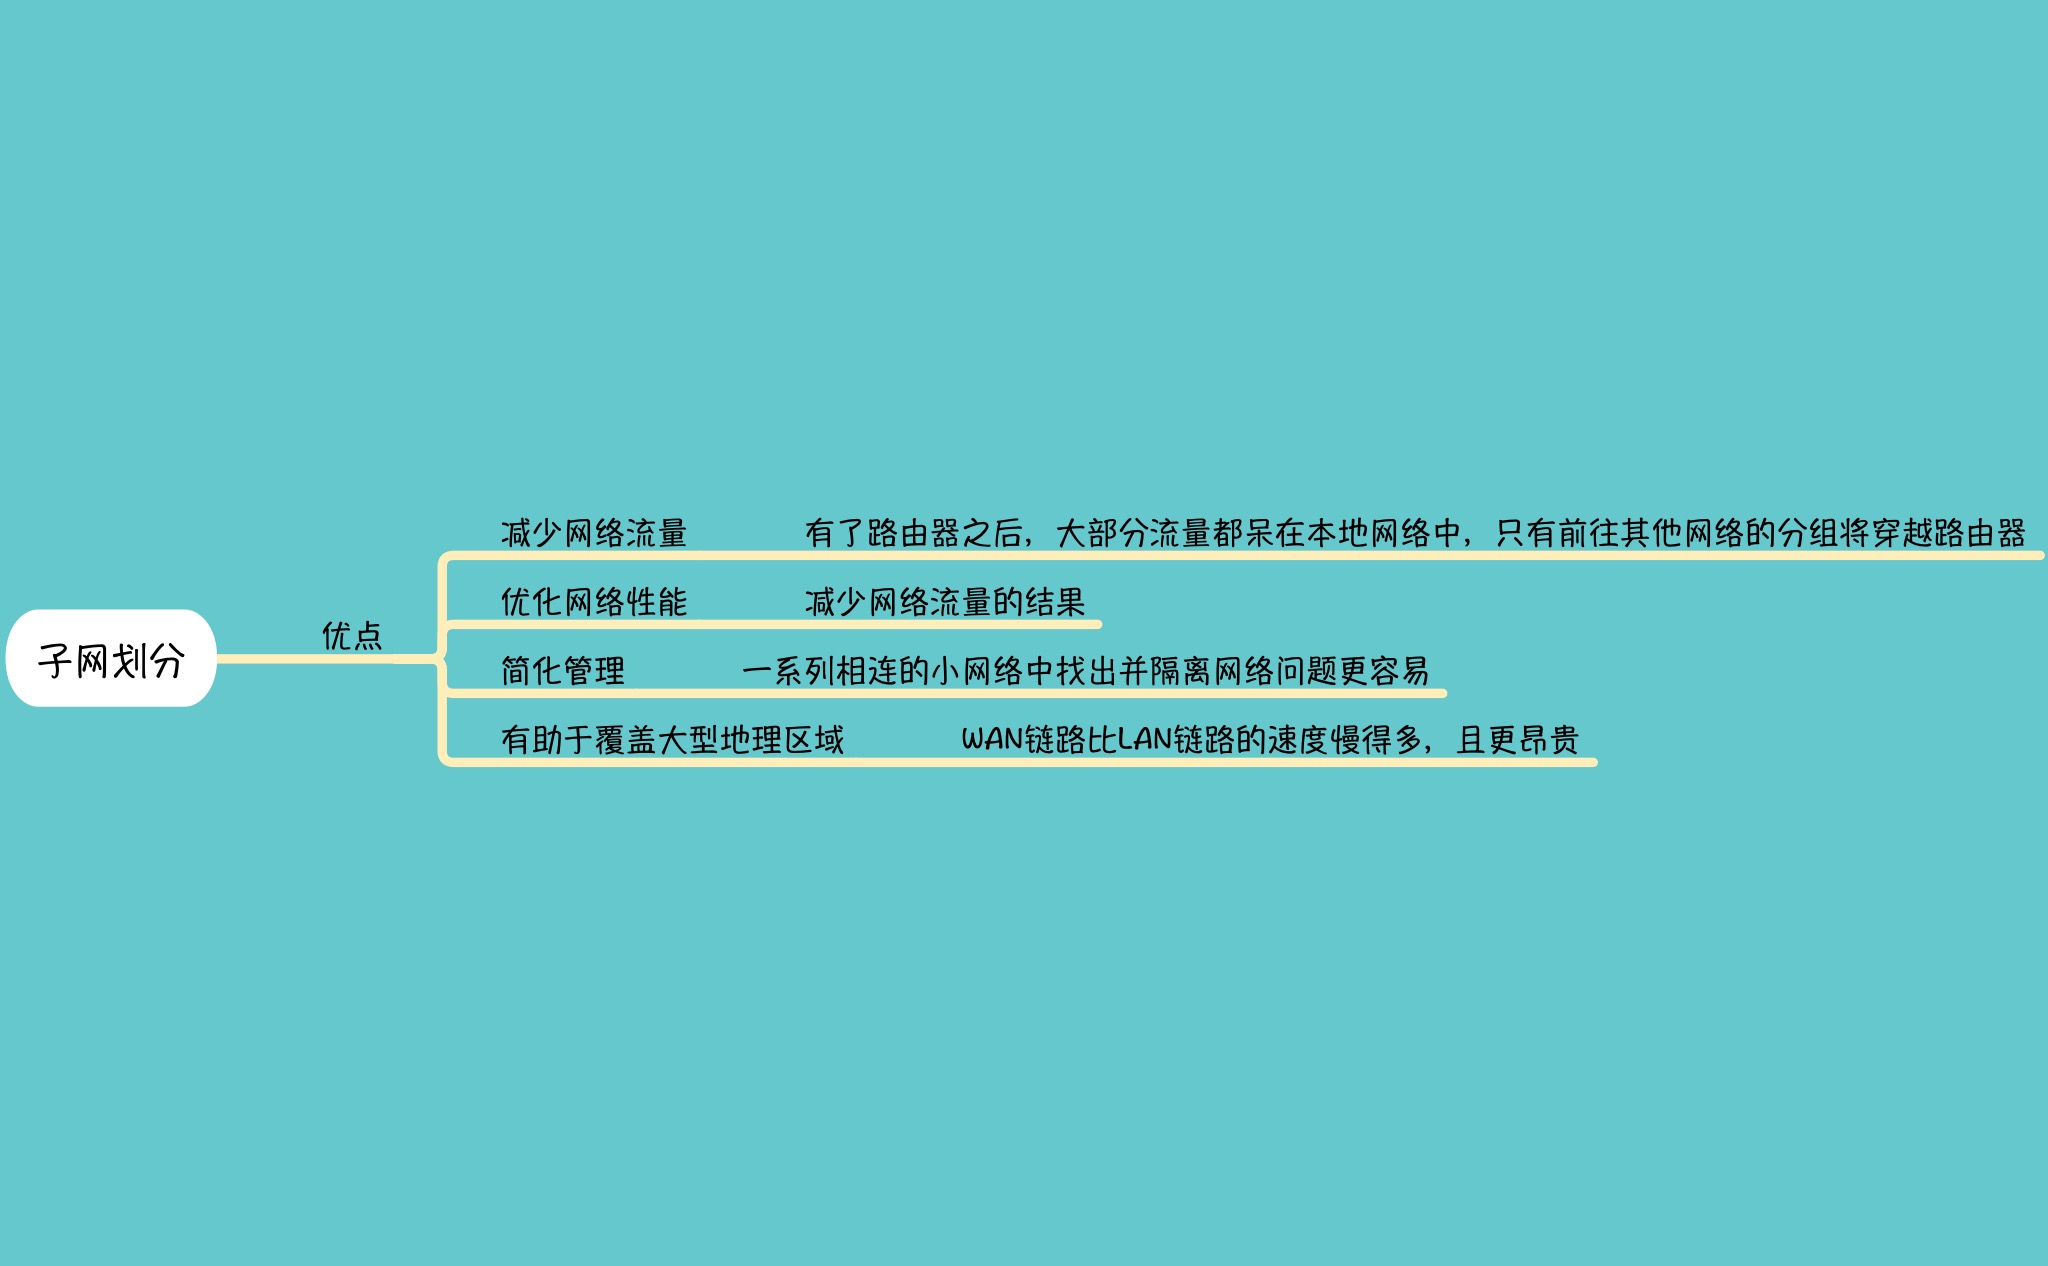 子网划分
优点
减少网络流量
有了路由器之后，大部分流量都呆在本地网络中，只有前往其他网络的分组将穿越路由器
优化网络性能
减少网络流量的结果
简化管理
一系列相连的小网络中找出并隔离网络问题更容易
有助于覆盖大型地理区域
WAN链路比LAN链路的速度慢得多，且更昂贵